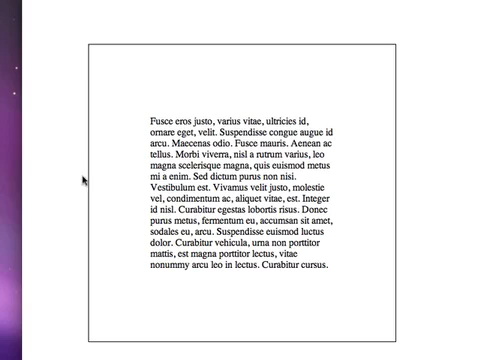 Fusce eros justo, varius vitae, ultricies id,
ornare eget, velit. Suspendisse congue augue id
arcu. Maecenas odio. Fusce mauris. Aenean ac
tellus. Morbi viverra, nisl a rutrum varius, leo
magna scelerisque magna, quis euismod metus
mi a enim. Sed dictum purus non nisi.
Vestibulum est. Vivamus velit justo, molestie
vel, condimentum ac, aliquet vitae, est. Integer
id nisl. Curabitur egestas lobortis risus. Donec
purus metus, fermentum eu, accumsan sit amet,
sodales eu, arcu. Suspendisse euismod luctus
dolor. Curabitur vehicula, urna non porttitor
mattis, est magna porttitor lectus, vitae
nonummy arcu leo in lectus. Curabitur cursus.